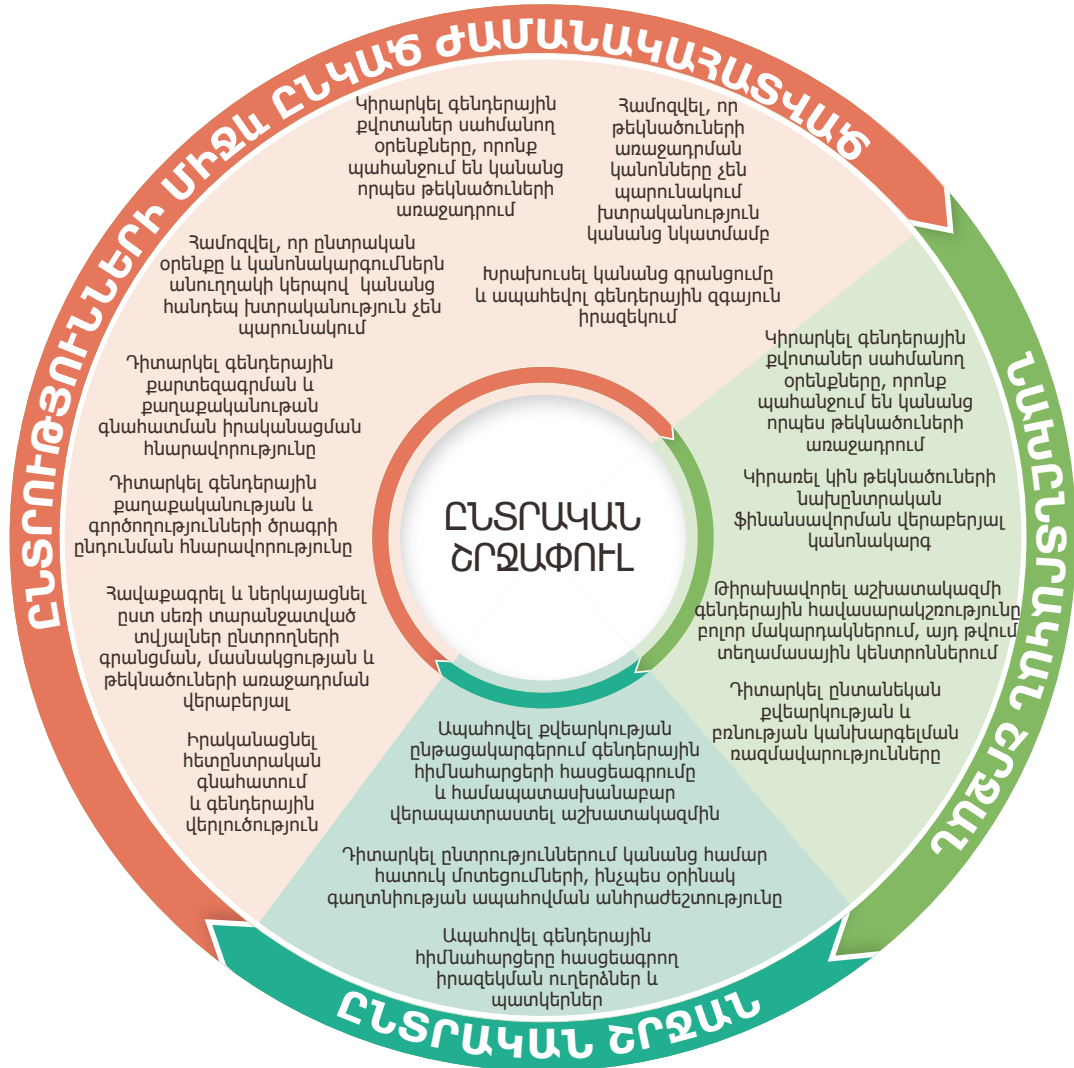 ԸՆՏՐՈՒԹՅՈՒՆՆԵՐԻ ՄԻՋև ԸՆԿԱԾ ԺԱՄԱՆԱԿԱՀԱՏՎԱԾ
Կիրարկել գենդերային
քվոտաներ սահմանող
օրենքները, որոնք
պահանջում են կանանց
որպես թեկնածուների
առաջադրում
Համոզվել, որ
թեկնածուների
առաջադրման
կանոնները չեն
պարունակում
խտրականություն
կանանց նկատմամբ
Համոզվել, որ ընտրական
օրենքը և կանոնակարգումներն
անուղղակի կերպով կանանց
հանդեպ խտրականություն չեն
պարունակում
Խրախուսել կանանց գրանցումը
և ապահեվոլ գենդերային զգայուն
իրազեկում
Դիտարկել գենդերային
քարտեզագրման և
քաղաքականութան
գնահատման իրականացման
հնարավորությունը
Դիտարկել գենդերային
քաղաքականության և
գործողությունների ծրագրի
ընդունման հնարավորությունը
Հավաքագրել և ներկայացնել
ըստ սեռի տարանջատված
տվյալներ ընտրողների
գրանցման, մասնակցության և
թեկնածուների առաջադրման
վերաբերյալ
Իրականացնել
հետընտրական
գնահատում
և գենդերային
վերլուծություն
ՆԱԽԸՆՏՐԱԿԱՆ ՇՐՋԱՆ
Կիրարկել գենդերային
քվոտաներ սահմանող
օրենքները, որոնք
պահանջում են կանանց
որպես թեկնածուների
առաջադրում
Կիրառել կին թեկնածուների
նախընտրական
ֆինանսավորման վերաբերյալ
կանոնակարգ
Թիրախավորել աշխատակազմի
գենդերային հավասարակշռությունը
բոլոր մակարդակներում, այդ թվում
տեղամասային կենտրոններում
Դիտարկել ընտանեկան
քվեարկության և
բռնության կանխարգելման
ռազմավարությունները
ԸՆՏՐԱԿԱՆ
ՇՐՋԱՓՈՒԼ
Ապահովել քվեարկության
ընթացակարգերում գենդերային
հիմնահարցերի հասցեագրումը
և համապատասխանաբար
վերապատրաստել աշխատակազմին
Դիտարկել ընտրություններում կանանց համար
հատուկ մոտեցումների, ինչպես օրինակ
գաղտնիության ապահովման անհրաժեշտությունը
Ապահովել գենդերային
հիմնահարցերը հասցեագրող
իրազեկման ուղերձներ և
պատկերներ
ԸՆՏՐԱԿԱՆ ՇՐՋԱՆ